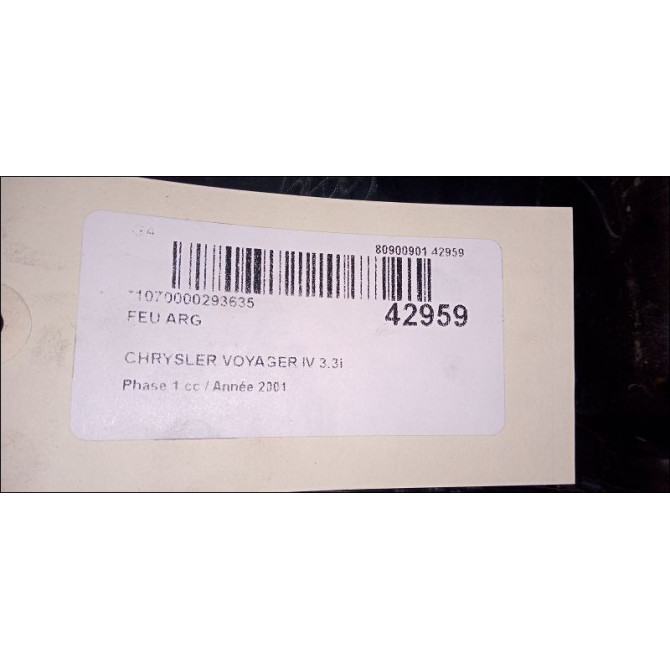 80900901 42959
*1070000293635
42959
FEU ARG
CHRYSLER VOYAGER IV 3.3i
Phase 1 cc / Année 2001